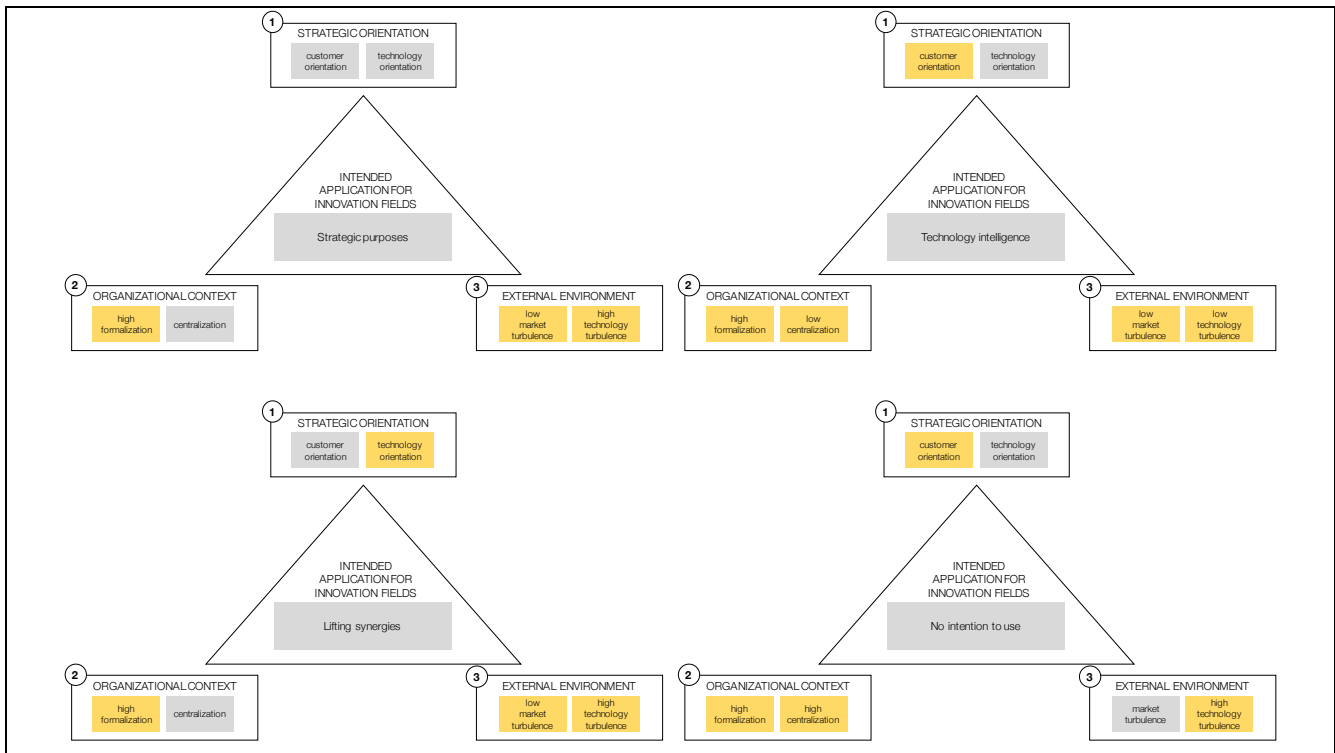 1
STRATEGIC ORIENTATION
customer
orientation
technology
orientation
INTENDED
APPLICATION FOR
INNOVATION FIELDS
Strategic purposes
2
ORGANIZATIONAL CONTEXT
high
formalization
centralization
3
EXTERNAL ENVIRONMENT
low
market
turbulence
high
technology
turbulence
1
STRATEGIC ORIENTATION
customer
orientation
technology
orientation
INTENDED
APPLICATION FOR
INNOVATION FIELDS
Technology intelligence
2
ORGANIZATIONAL CONTEXT
high
formalization
low
centralization
3
EXTERNAL ENVIRONMENT
low
market
turbulence
low
technology
turbulence
1
STRATEGIC ORIENTATION
customer
orientation
technology
orientation
INTENDED
APPLICATION FOR
INNOVATION FIELDS
Lifting synergies
2
ORGANIZATIONAL CONTEXT
high
formalization
centralization
3
EXTERNAL ENVIRONMENT
low
market
turbulence
high
technology
turbulence
1
STRATEGIC ORIENTATION
customer
orientation
technology
orientation
INTENDED
APPLICATION FOR
INNOVATION FIELDS
No intention to use
2
ORGANIZATIONAL CONTEXT
high
formalization
high
centralization
3
EXTERNAL ENVIRONMENT
market
turbulence
high
technology
turbulence